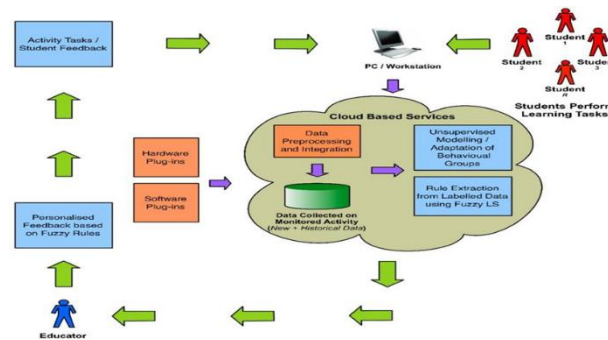 Activity Tasks /
Student Feedback
PC / Workstation
Student
1
Student
2
Student
3
Student
n
Students Perform
Learning Tasks
Cloud Based Services
Hardware
Plug-ins
Software
Plug-ins
Data
Preprocessing
and Integration
Unsupervised
Modelling /
Adaptation of
Behavioual
Groups
Data Collected on
Monitored Activity
(New + Historical Data)
Rule Extraction
from Labelled Data
using Fuzzy LS
Personalised
Feedback based
on Fuzzy Rules
Educator